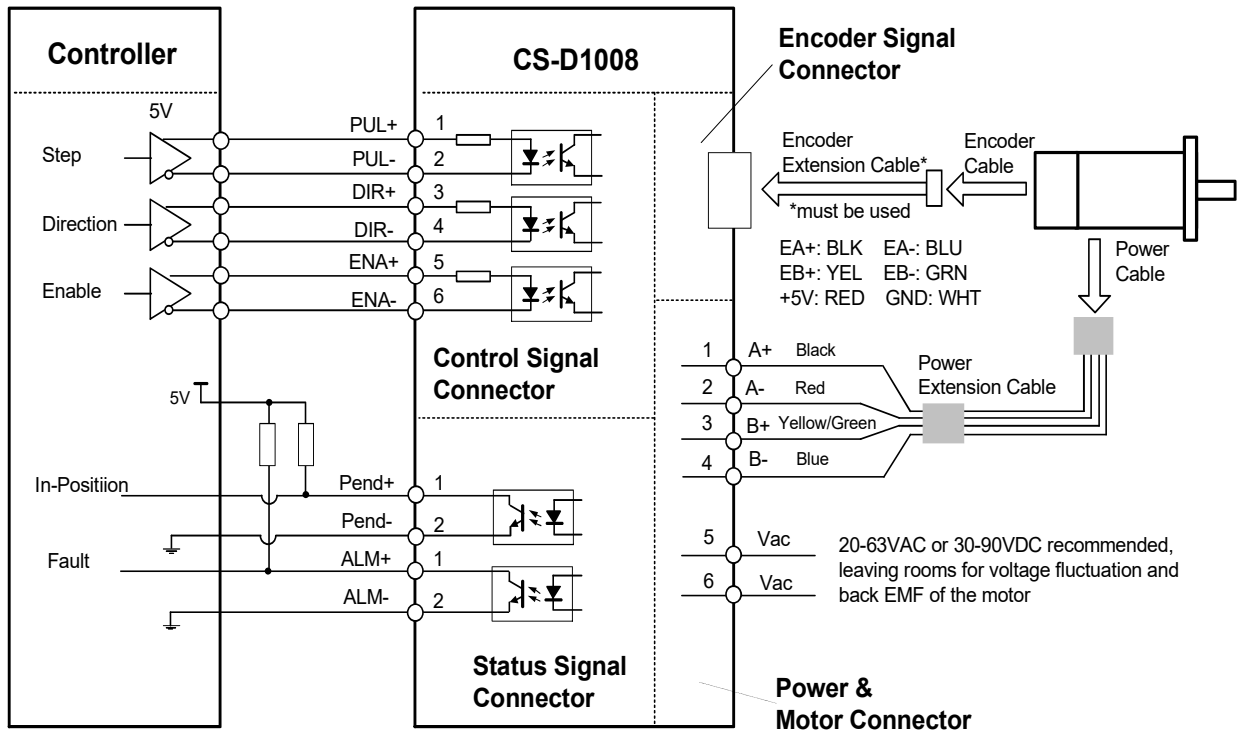 Controller
5V
Step
Direction
Enable
5V
In-Positiion
Fault
PUL+
PUL-
DIR+
DIR-
ENA+
ENA-
Pend+
Pend-
ALM+
ALM-
CS-D1008
1
2
3
4
5
6
Control Signal
Connector
1
2
1
2
Status Signal
Connector
Encoder Signal
Connector
Encoder
Extension Cable*
*must be used
Encoder
Cable
EA+: BLK EA-: BLU
EB+: YEL EB-: GRN
+5V: RED GND: WHT
Power
Cable
1 A+ Black
2 A- Red
3 B+ Yellow/Green
4 B- Blue
Power
Extension Cable
5 Vac
6 Vac
20-63VAC or 30-90VDC recommended,
leaving rooms for voltage fluctuation and
back EMF of the motor
Power &
Motor Connector